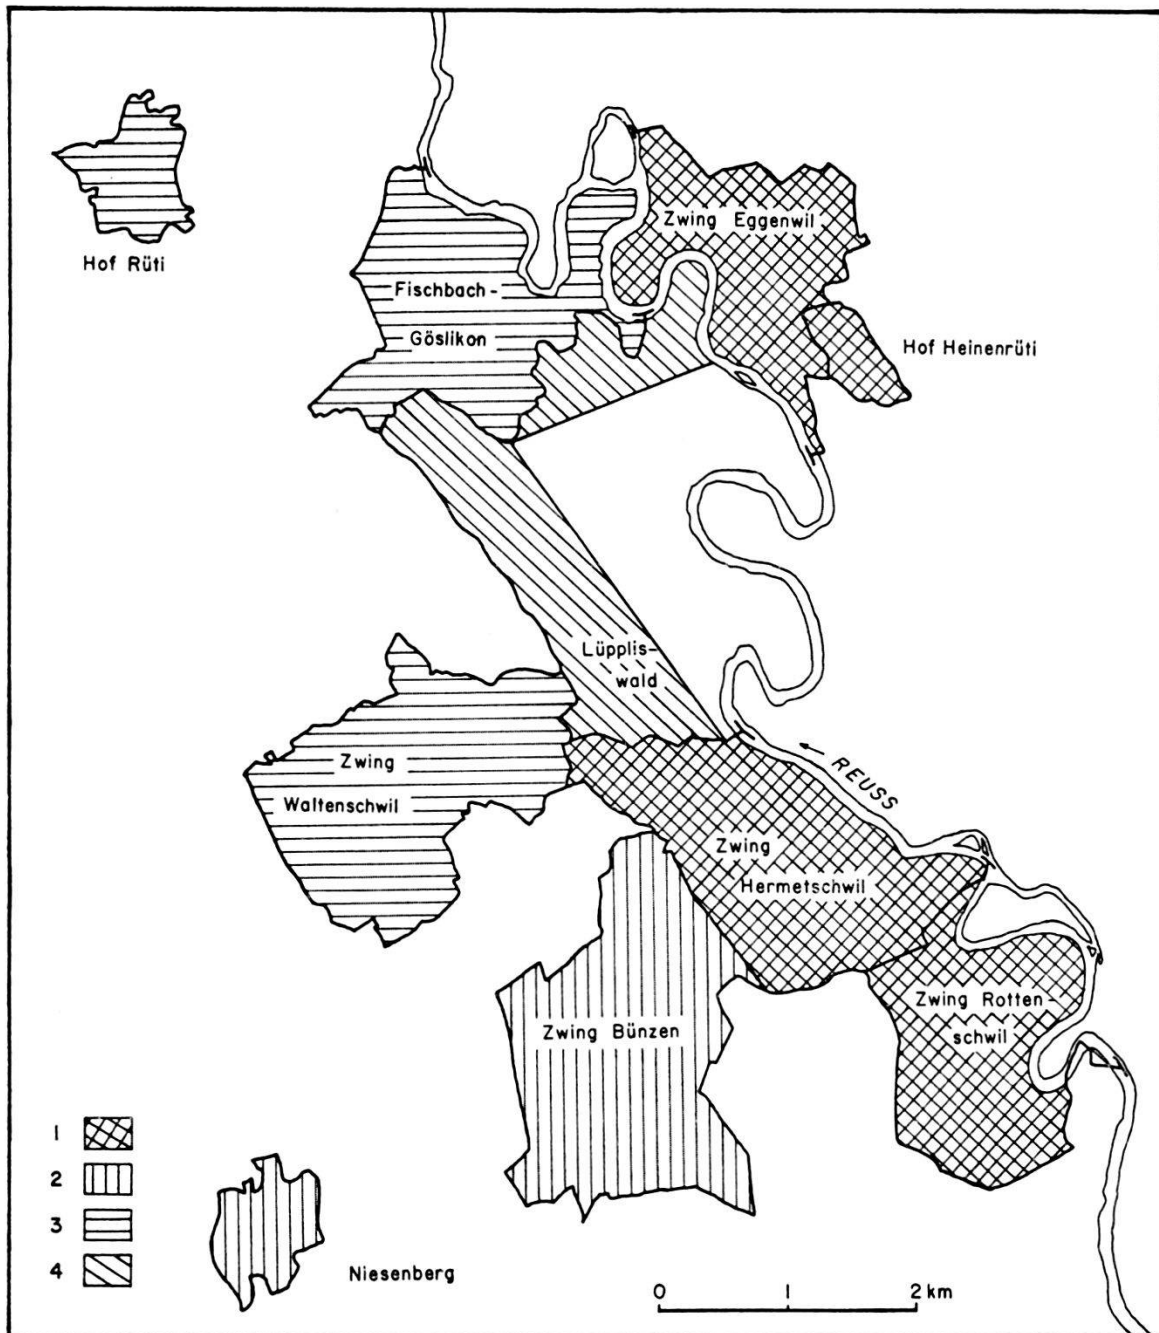 Hof Rüti
Zwing Eggenwil
Fischbach-
Göslikon
Hof Heinenrüti
Lüpplis-
wald
Zwing
Waltenschwil
REUSS
Zwing
Hermetschwil
Zwing Rotten-
schwil
Zwing Bünzen
1
2
3
4
Niesenberg
0 1 2 km